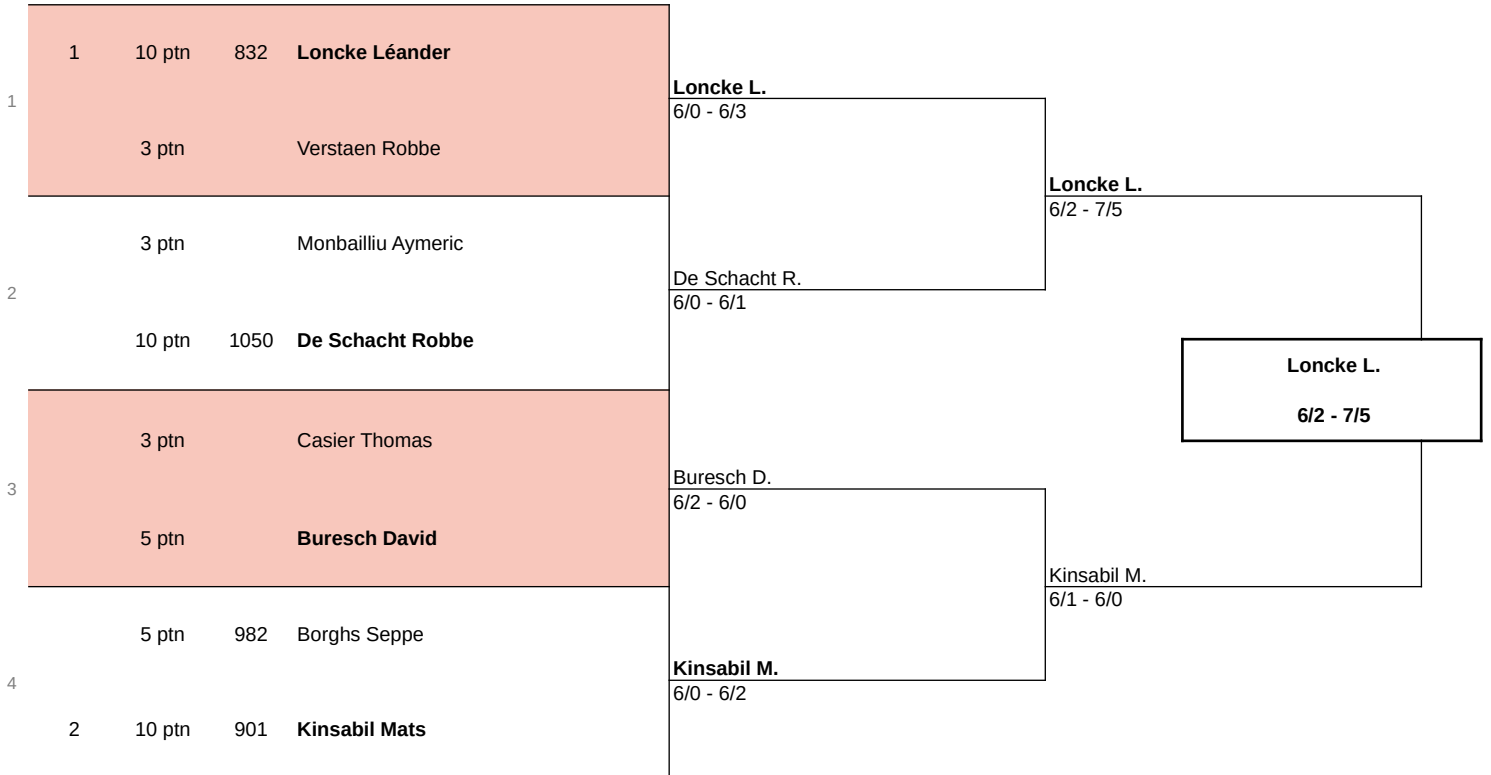 1 10 ptn 832 Loncke Léander
Loncke L.
1
6/0 - 6/3
3 ptn Verstaen Robbe
Loncke L.
6/2 - 7/5
3 ptn Monbailliu Aymeric
De Schacht R.
2
6/0 - 6/1
10 ptn 1050 De Schacht Robbe
Loncke L.
6/2 - 7/5
3 ptn Casier Thomas
Buresch D.
3
6/2 - 6/0
5 ptn Buresch David
Kinsabil M.
6/1 - 6/0
5 ptn 982 Borghs Seppe
Kinsabil M.
4
6/0 - 6/2
2 10 ptn 901 Kinsabil Mats